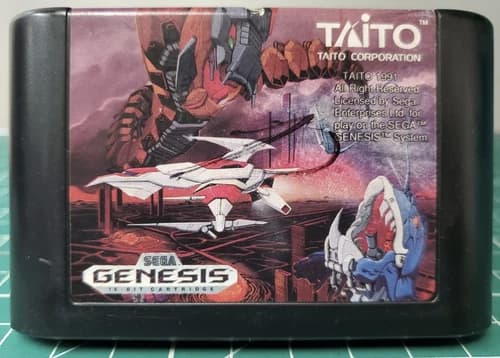 TAITO™
TAITO CORPORATION
TAITO 1991
All Right Reserved
Licensed by Sega
Enterprises Ltd. for
play on the SEGA™
GENESIS™ System
SEGA
GENESIS
16-BIT CARTRIDGE